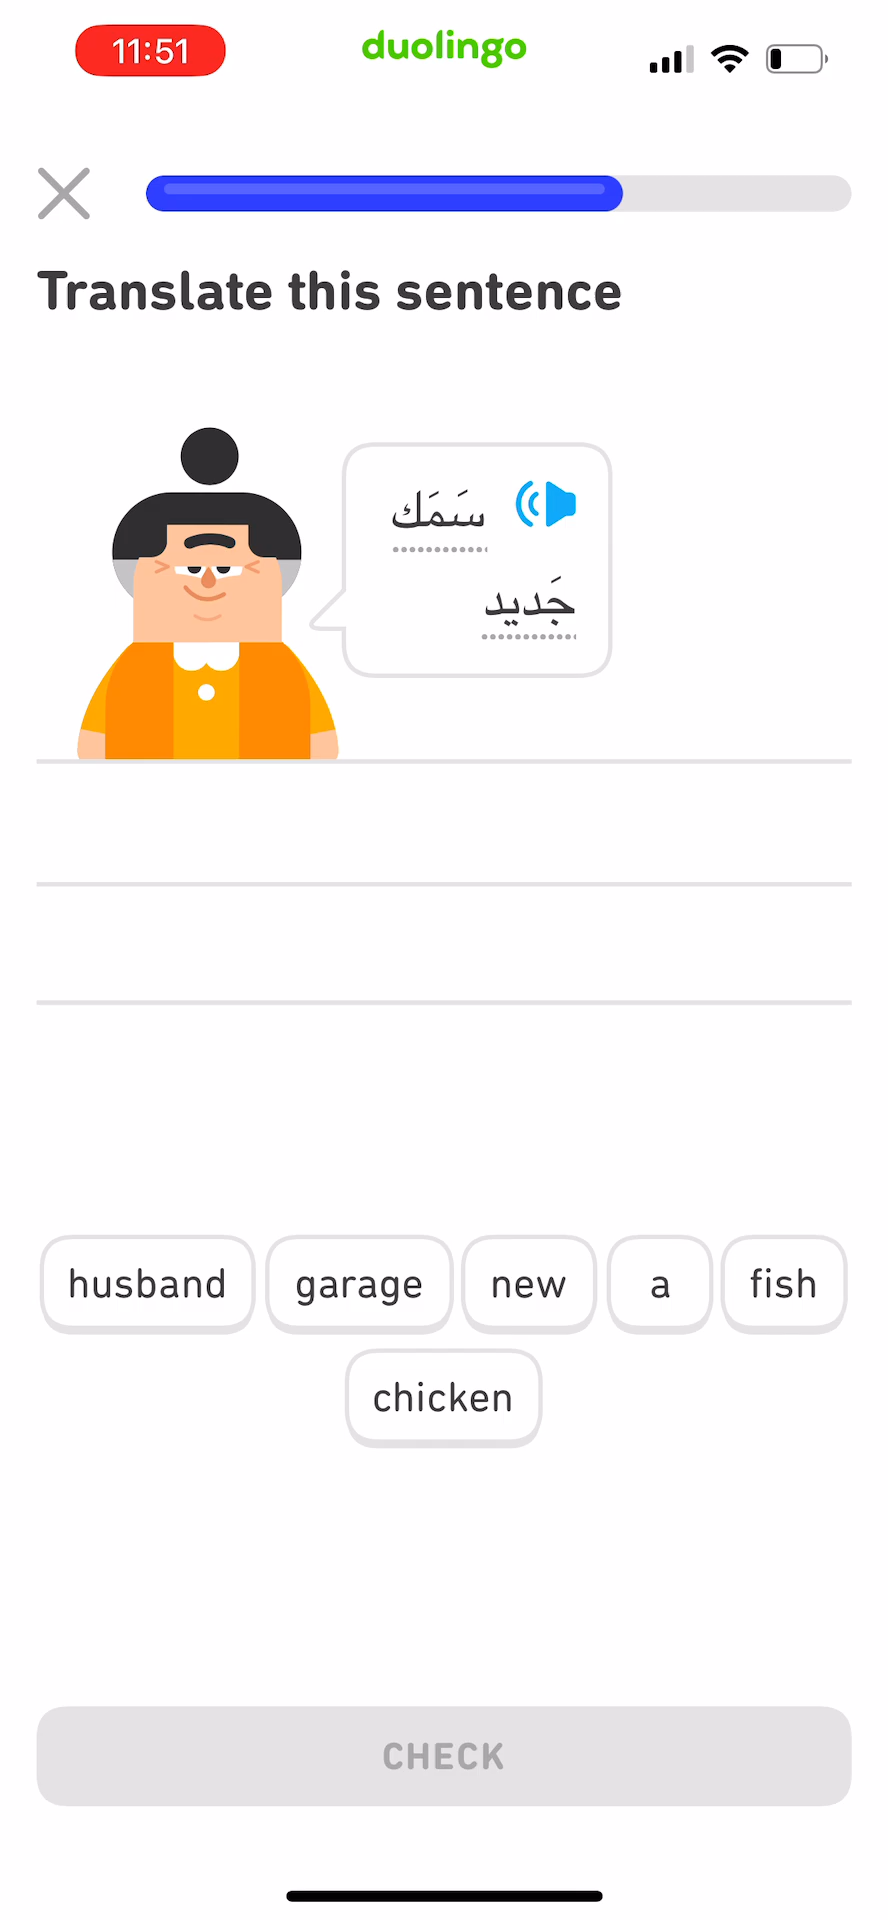 11:51
duolingo
Translate this sentence
سَمَك
جَديد
husband garage new a fish
chicken
CHECK